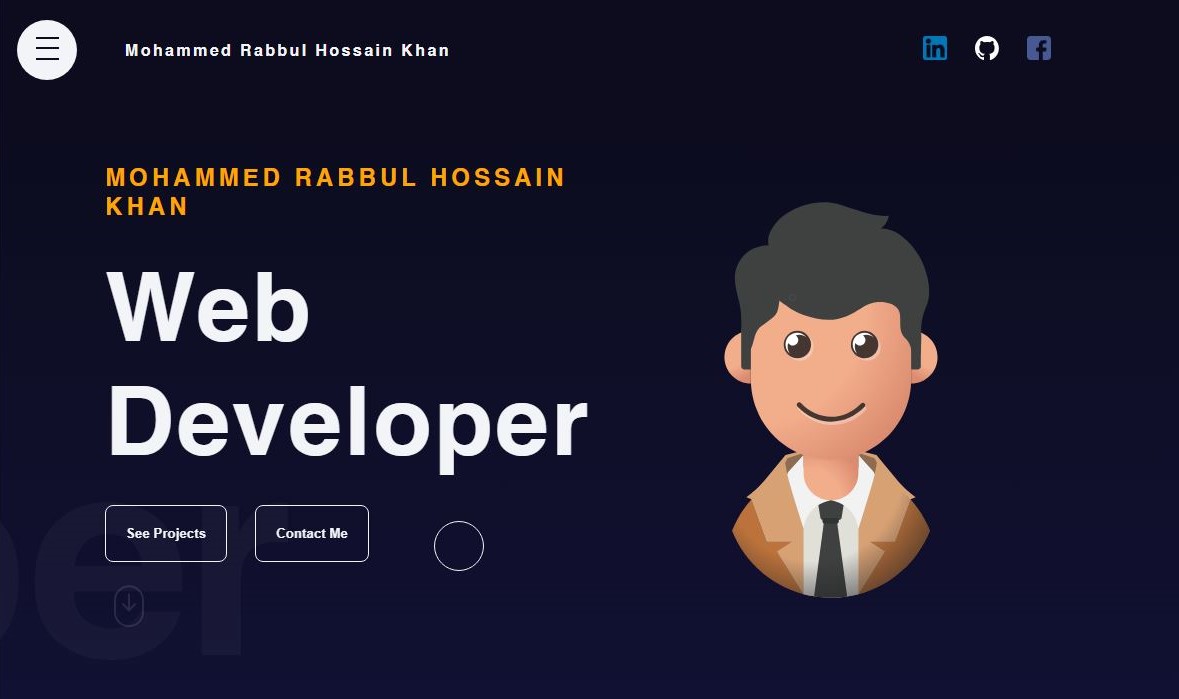 Mohammed Rabbul Hossain Khan
MOHAMMED RABBUL HOSSAIN
KHAN
Web
Developer
See Projects
Contact Me
per